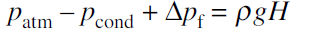 p_atm − p_cond + Δp_f = ρgH